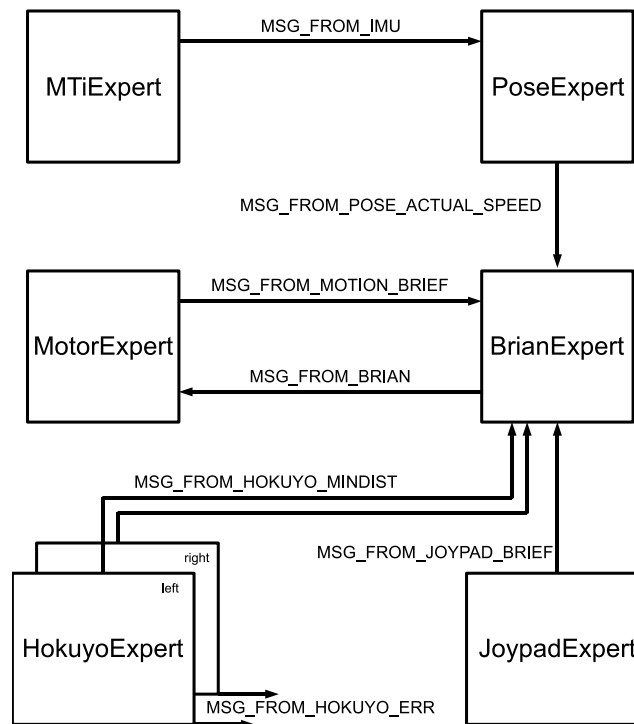 MSG_FROM_IMU
MTiExpert
PoseExpert
MSG_FROM_POSE_ACTUAL_SPEED
MSG_FROM_MOTION_BRIEF
MotorExpert
BrianExpert
MSG_FROM_BRIAN
MSG_FROM_HOKUYO_MINDIST
right
MSG_FROM_JOYPAD_BRIEF
left
HokuyoExpert
JoypadExpert
MSG_FROM_HOKUYO_ERR